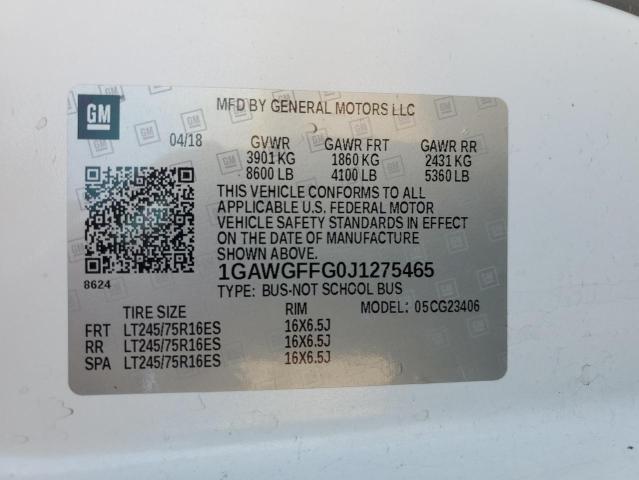 GM
MFD BY GENERAL MOTORS LLC
04/18 GVWR GAWR FRT GAWR RR
3901 KG 1860 KG 2431 KG
8600 LB 4100 LB 5360 LB
THIS VEHICLE CONFORMS TO ALL
APPLICABLE U.S. FEDERAL MOTOR
VEHICLE SAFETY STANDARDS IN EFFECT
ON THE DATE OF MANUFACTURE
SHOWN ABOVE.
1GAWGFFG0J1275465
8624
TYPE: BUS-NOT SCHOOL BUS
TIRE SIZE RIM MODEL: 05CG23406
FRT LT245/75R16ES 16X6.5J
RR LT245/75R16ES 16X6.5J
SPA LT245/75R16ES 16X6.5J